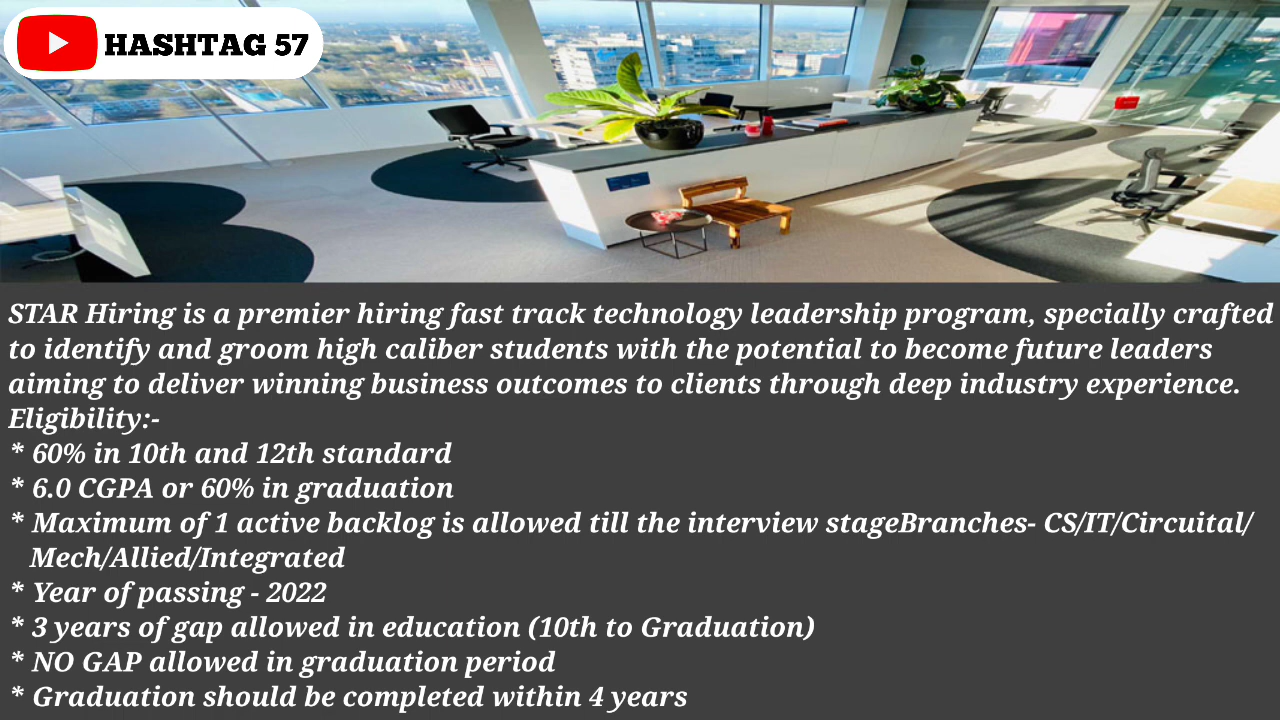 HASHTAG 57
STAR Hiring is a premier hiring fast track technology leadership program, specially crafted
to identify and groom high caliber students with the potential to become future leaders
aiming to deliver winning business outcomes to clients through deep industry experience.
Eligibility:-
* 60% in 10th and 12th standard
* 6.0 CGPA or 60% in graduation
* Maximum of 1 active backlog is allowed till the interview stageBranches- CS/IT/Circuital/
Mech/Allied/Integrated
* Year of passing - 2022
* 3 years of gap allowed in education (10th to Graduation)
* NO GAP allowed in graduation period
* Graduation should be completed within 4 years